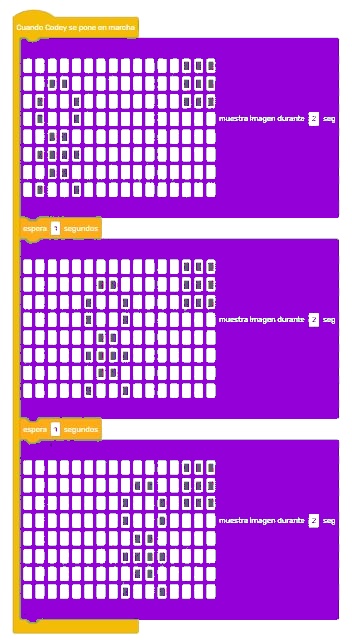 Cuando Codey se pone en marcha
muestra imagen durante 2 seg
espera 1 segundos
muestra imagen durante 2 seg
espera 1 segundos
muestra imagen durante 2 seg